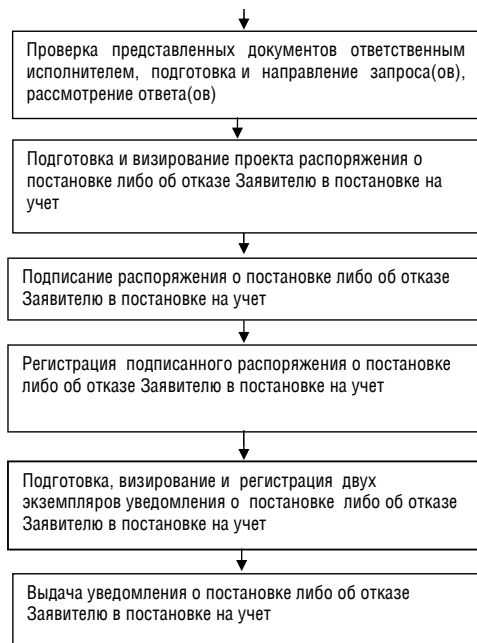 Проверка представленных документов ответственным
исполнителем, подготовка и направление запроса(ов),
рассмотрение ответа(ов)
Подготовка и визирование проекта распоряжения о
постановке либо об отказе Заявителю в постановке на
учет
Подписание распоряжения о постановке либо об отказе
Заявителю в постановке на учет
Регистрация подписанного распоряжения о постановке
либо об отказе Заявителю в постановке на учет
Подготовка, визирование и регистрация двух
экземпляров уведомления о постановке либо об отказе
Заявителю в постановке на учет
Выдача уведомления о постановке либо об отказе
Заявителю в постановке на учет